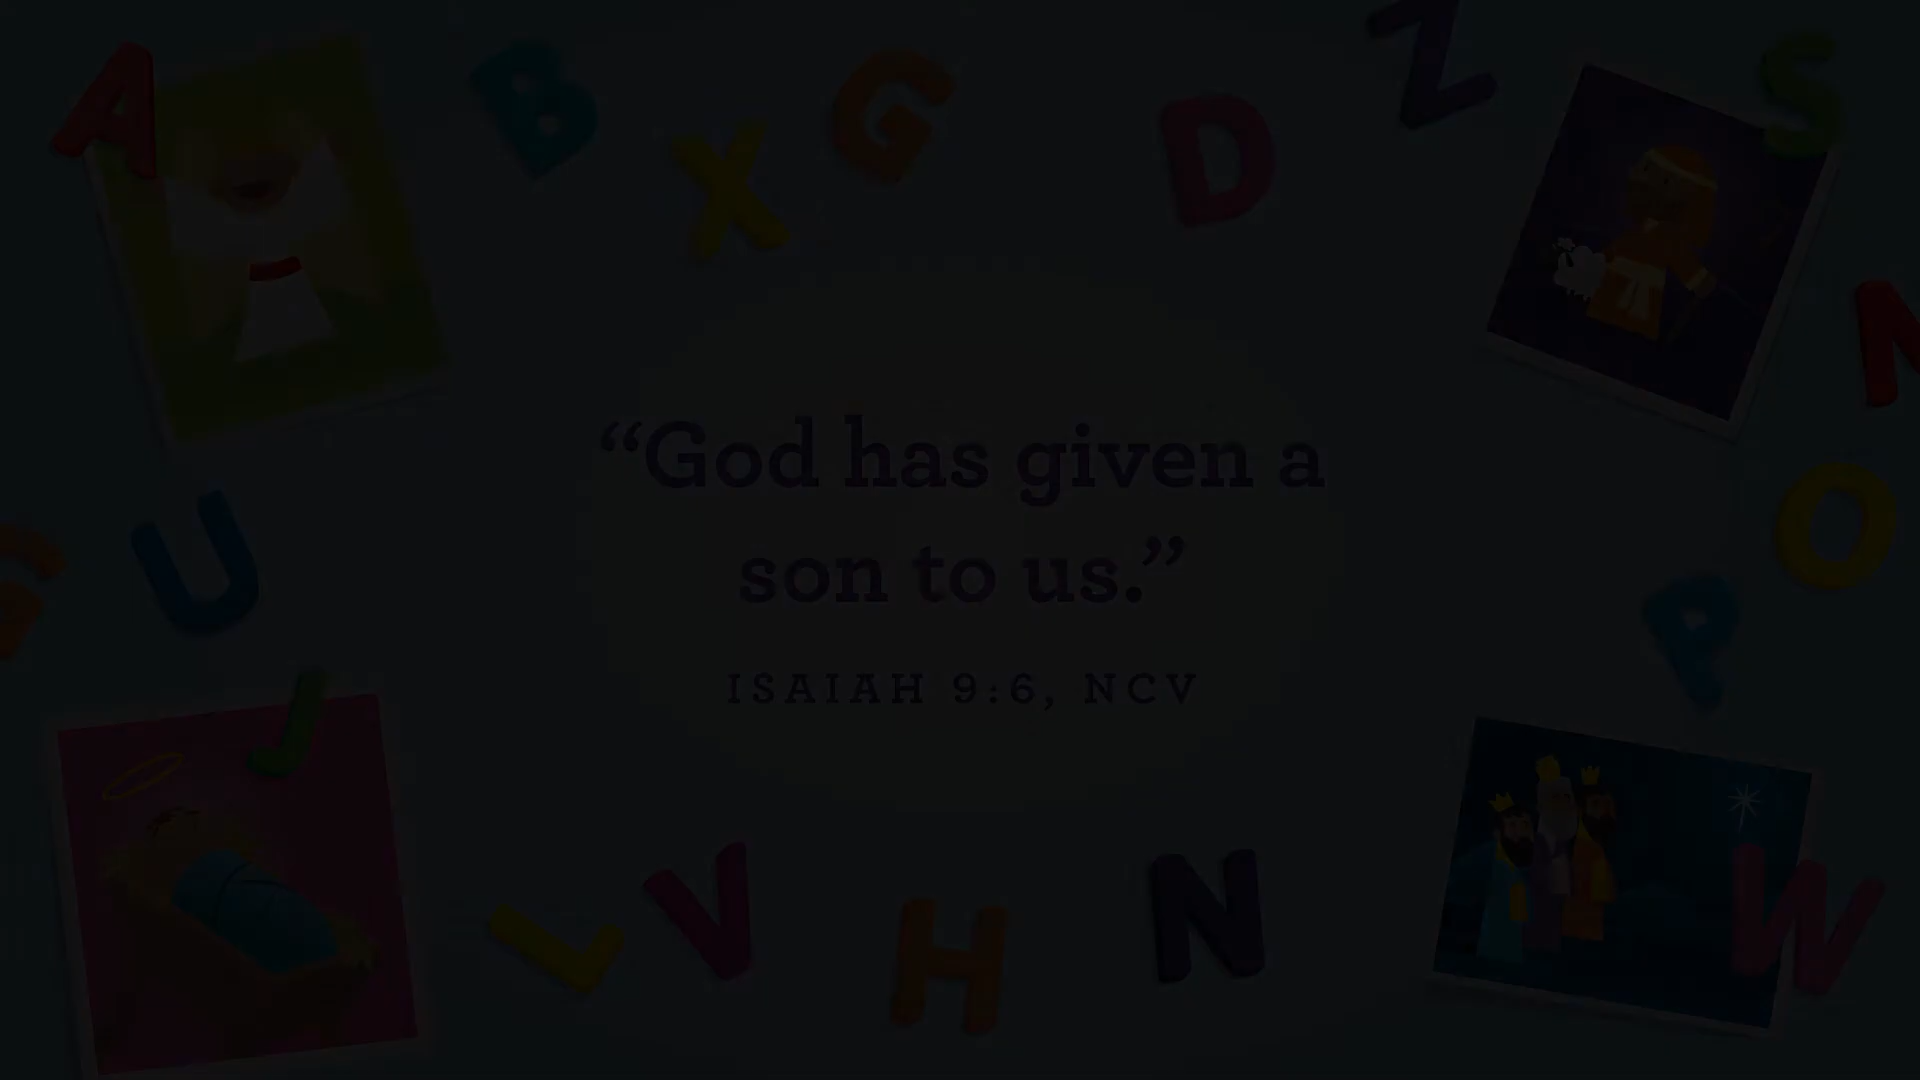 A
B
X
G
D
Z
S
N
“God has given a
son to us.”
ISAIAH 9:6, NCV
G
U
O
P
J
L
V
H
N
W